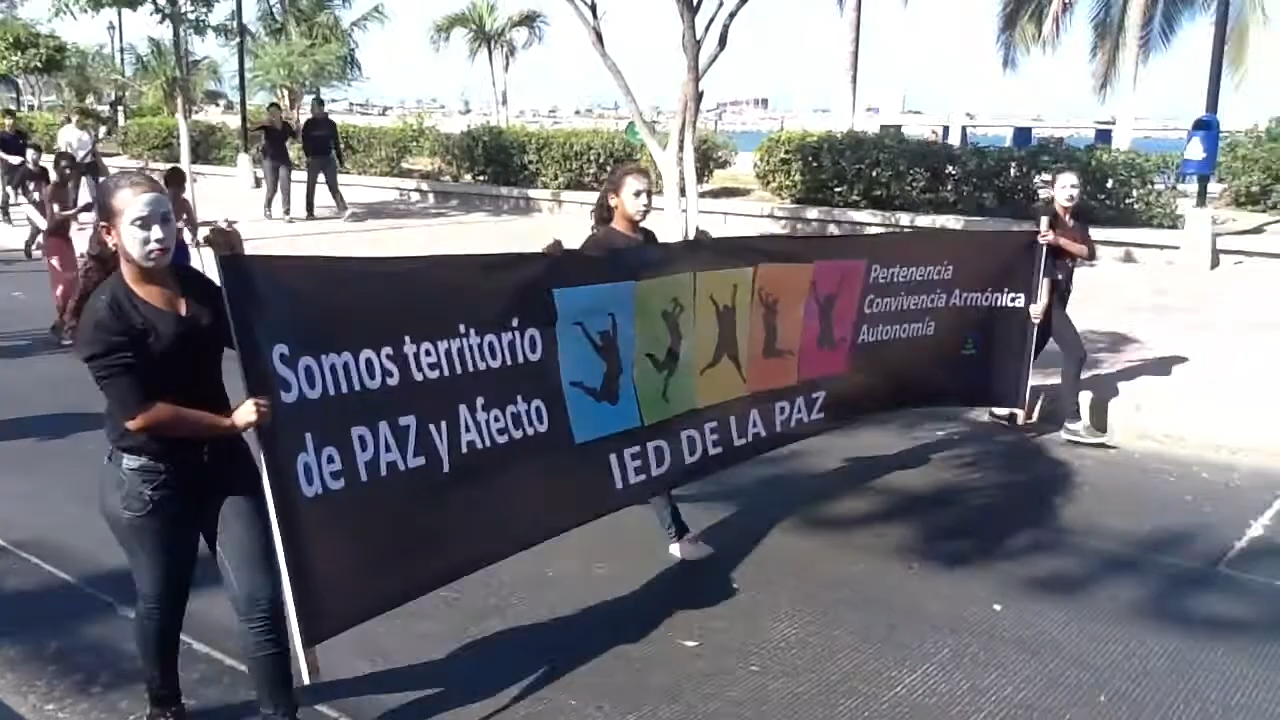 Somos territorio
de PAZ y Afecto
IED DE LA PAZ
Pertenencia
Convivencia Armónica
Autonomía